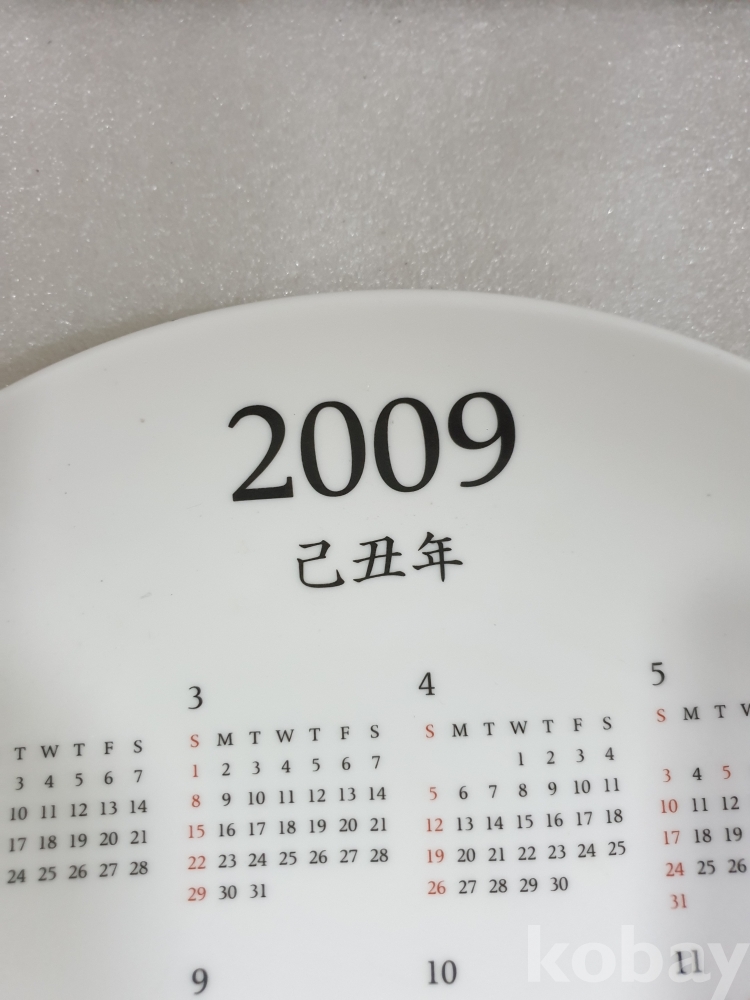 2009
己丑年
3 4 5
T W T F S S M T W T F S S M T W T F S S M T W
3 4 5 6 7 1 2 3 4 5 6 7 1 2 3 4
10 11 12 13 14 8 9 10 11 12 13 14 5 6 7 8 9 10 11 3 4 5
17 18 19 20 21 15 16 17 18 19 20 21 12 13 14 15 16 17 18 10 11 12
24 25 26 27 28 22 23 24 25 26 27 28 19 20 21 22 23 24 25 17 18 19
29 30 31 26 27 28 29 30 24 25 26
31
9 10 11
kobay